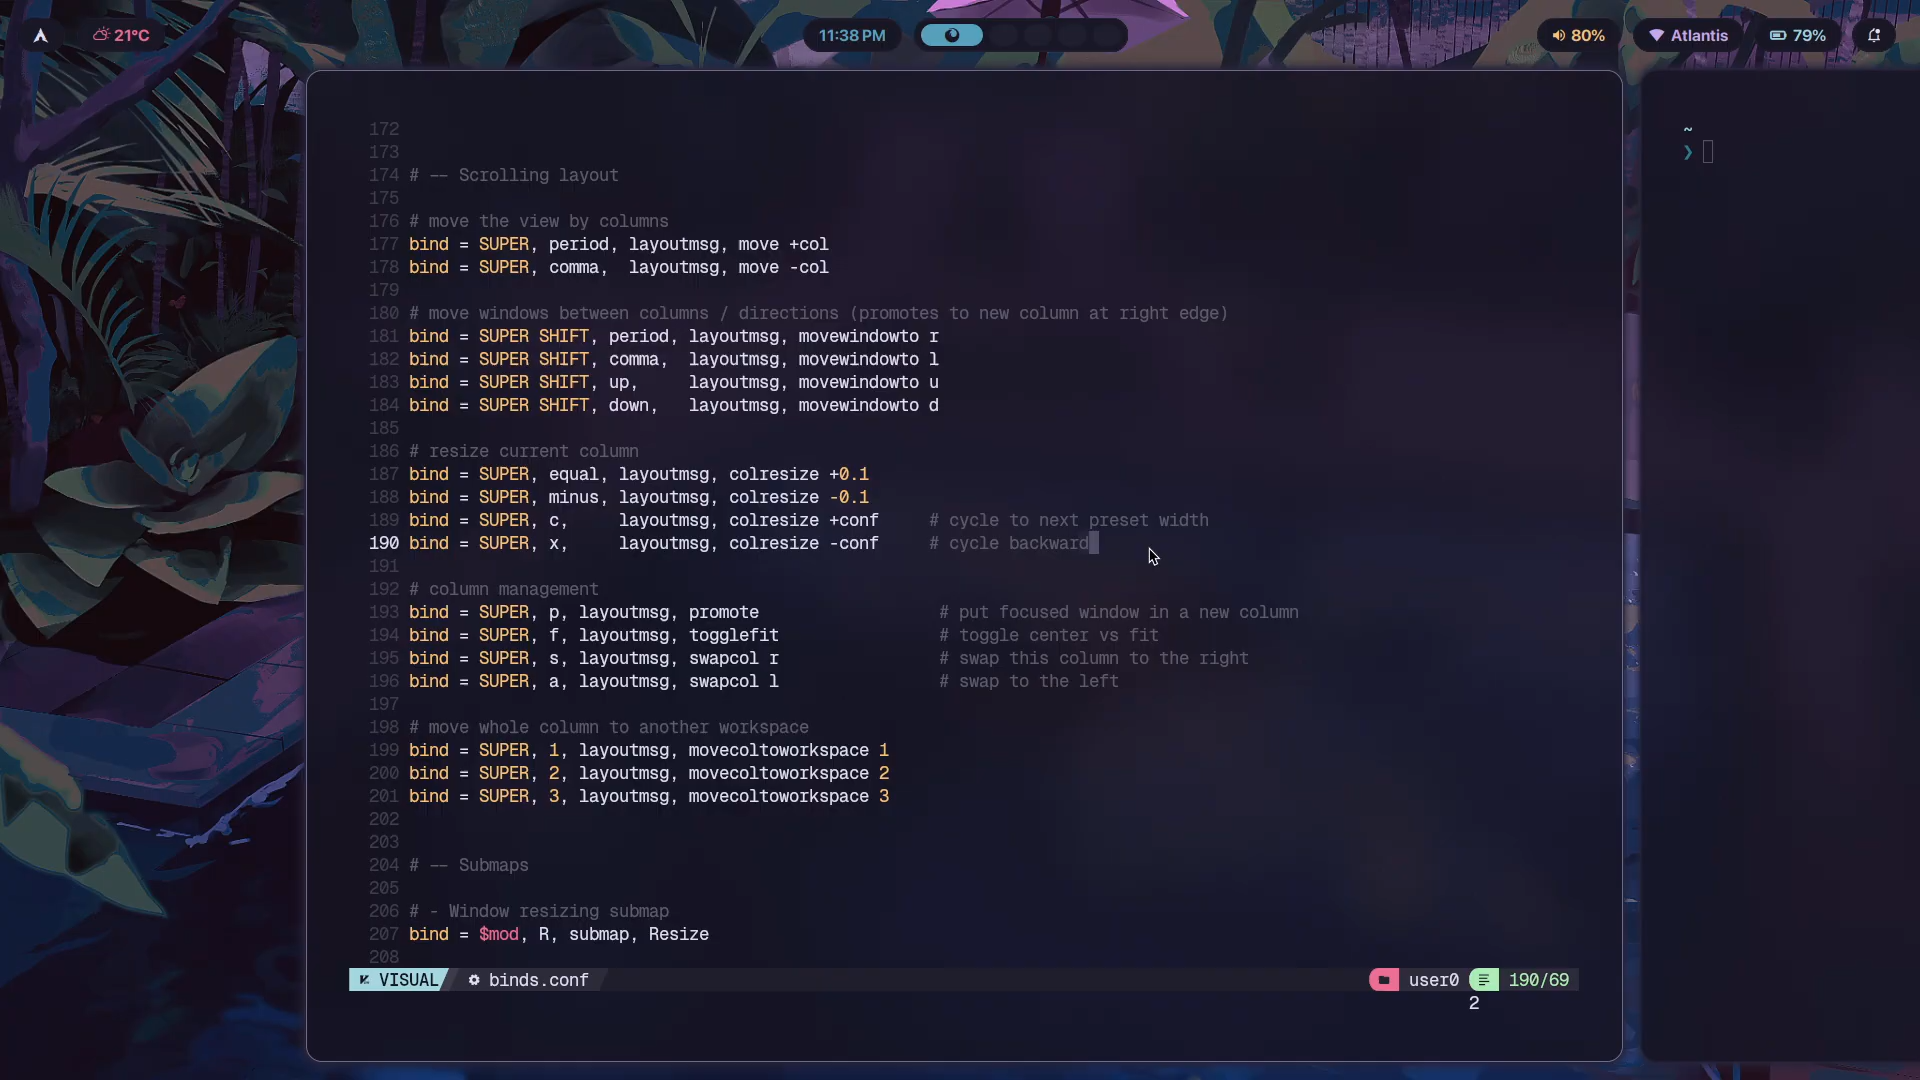 21°C
11:38 PM
80%
Atlantis
79%
172
173
174 # -- Scrolling layout
175
176 # move the view by columns
177 bind = SUPER, period, layoutmsg, move +col
178 bind = SUPER, comma,  layoutmsg, move -col
179
180 # move windows between columns / directions (promotes to new column at right edge)
181 bind = SUPER SHIFT, period, layoutmsg, movewindowto r
182 bind = SUPER SHIFT, comma,  layoutmsg, movewindowto l
183 bind = SUPER SHIFT, up,     layoutmsg, movewindowto u
184 bind = SUPER SHIFT, down,   layoutmsg, movewindowto d
185
186 # resize current column
187 bind = SUPER, equal, layoutmsg, colresize +0.1
188 bind = SUPER, minus, layoutmsg, colresize -0.1
189 bind = SUPER, c,     layoutmsg, colresize +conf     # cycle to next preset width
190 bind = SUPER, x,     layoutmsg, colresize -conf     # cycle backward
191
192 # column management
193 bind = SUPER, p, layoutmsg, promote                  # put focused window in a new column
194 bind = SUPER, f, layoutmsg, togglefit                # toggle center vs fit
195 bind = SUPER, s, layoutmsg, swapcol r                # swap this column to the right
196 bind = SUPER, a, layoutmsg, swapcol l                # swap to the left
197
198 # move whole column to another workspace
199 bind = SUPER, 1, layoutmsg, movecoltoworkspace 1
200 bind = SUPER, 2, layoutmsg, movecoltoworkspace 2
201 bind = SUPER, 3, layoutmsg, movecoltoworkspace 3
202
203
204 # -- Submaps
205
206 # - Window resizing submap
207 bind = $mod, R, submap, Resize
208
VISUAL binds.conf user0 190/69
2
~
❯